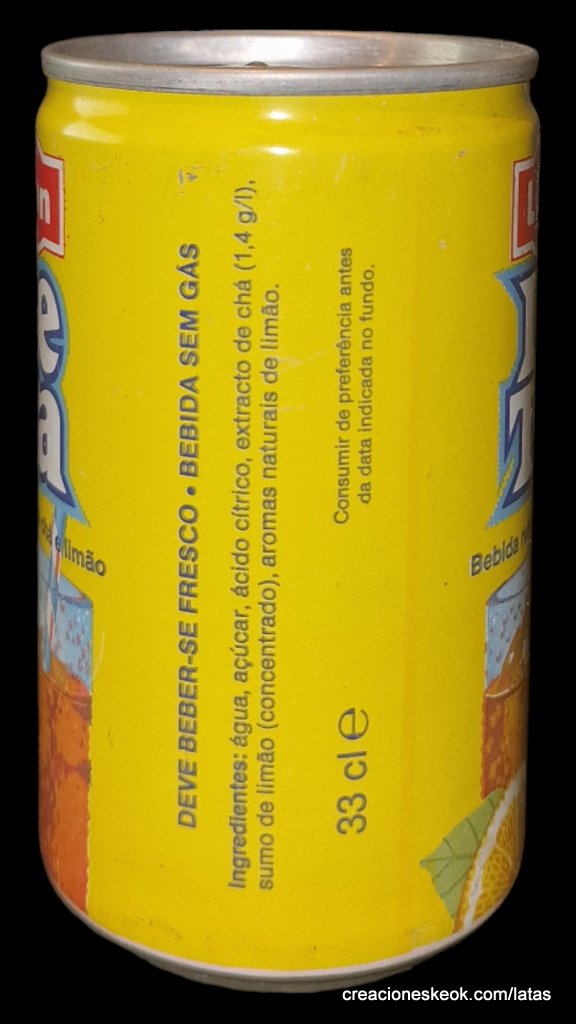 DEVE BEBER-SE FRESCO • BEBIDA SEM GÁS
Ingredientes: água, açúcar, ácido cítrico, extracto de chá (1,4 g/l),
sumo de limão (concentrado), aromas naturais de limão.
Consumir de preferência antes
da data indicada no fundo.
33 cl e
e limão
Bebida
creacioneskeok.com/latas